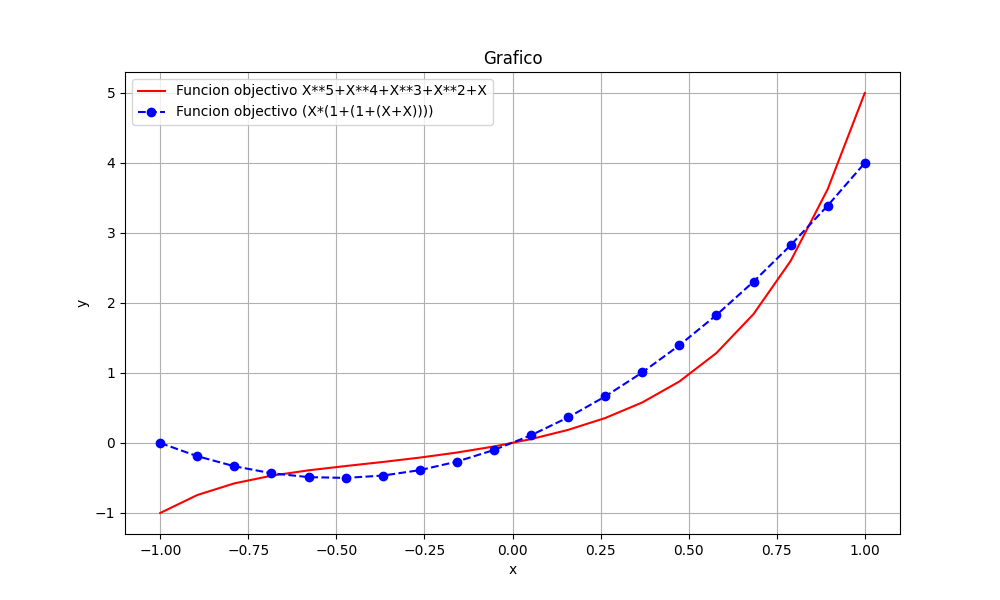 Grafico
Funcion objectivo X**5+X**4+X**3+X**2+X
Funcion objectivo (X*(1+(1+(X+X))))
5
4
3
2
1
0
−1
y
−1.00 −0.75 −0.50 −0.25 0.00 0.25 0.50 0.75 1.00
x